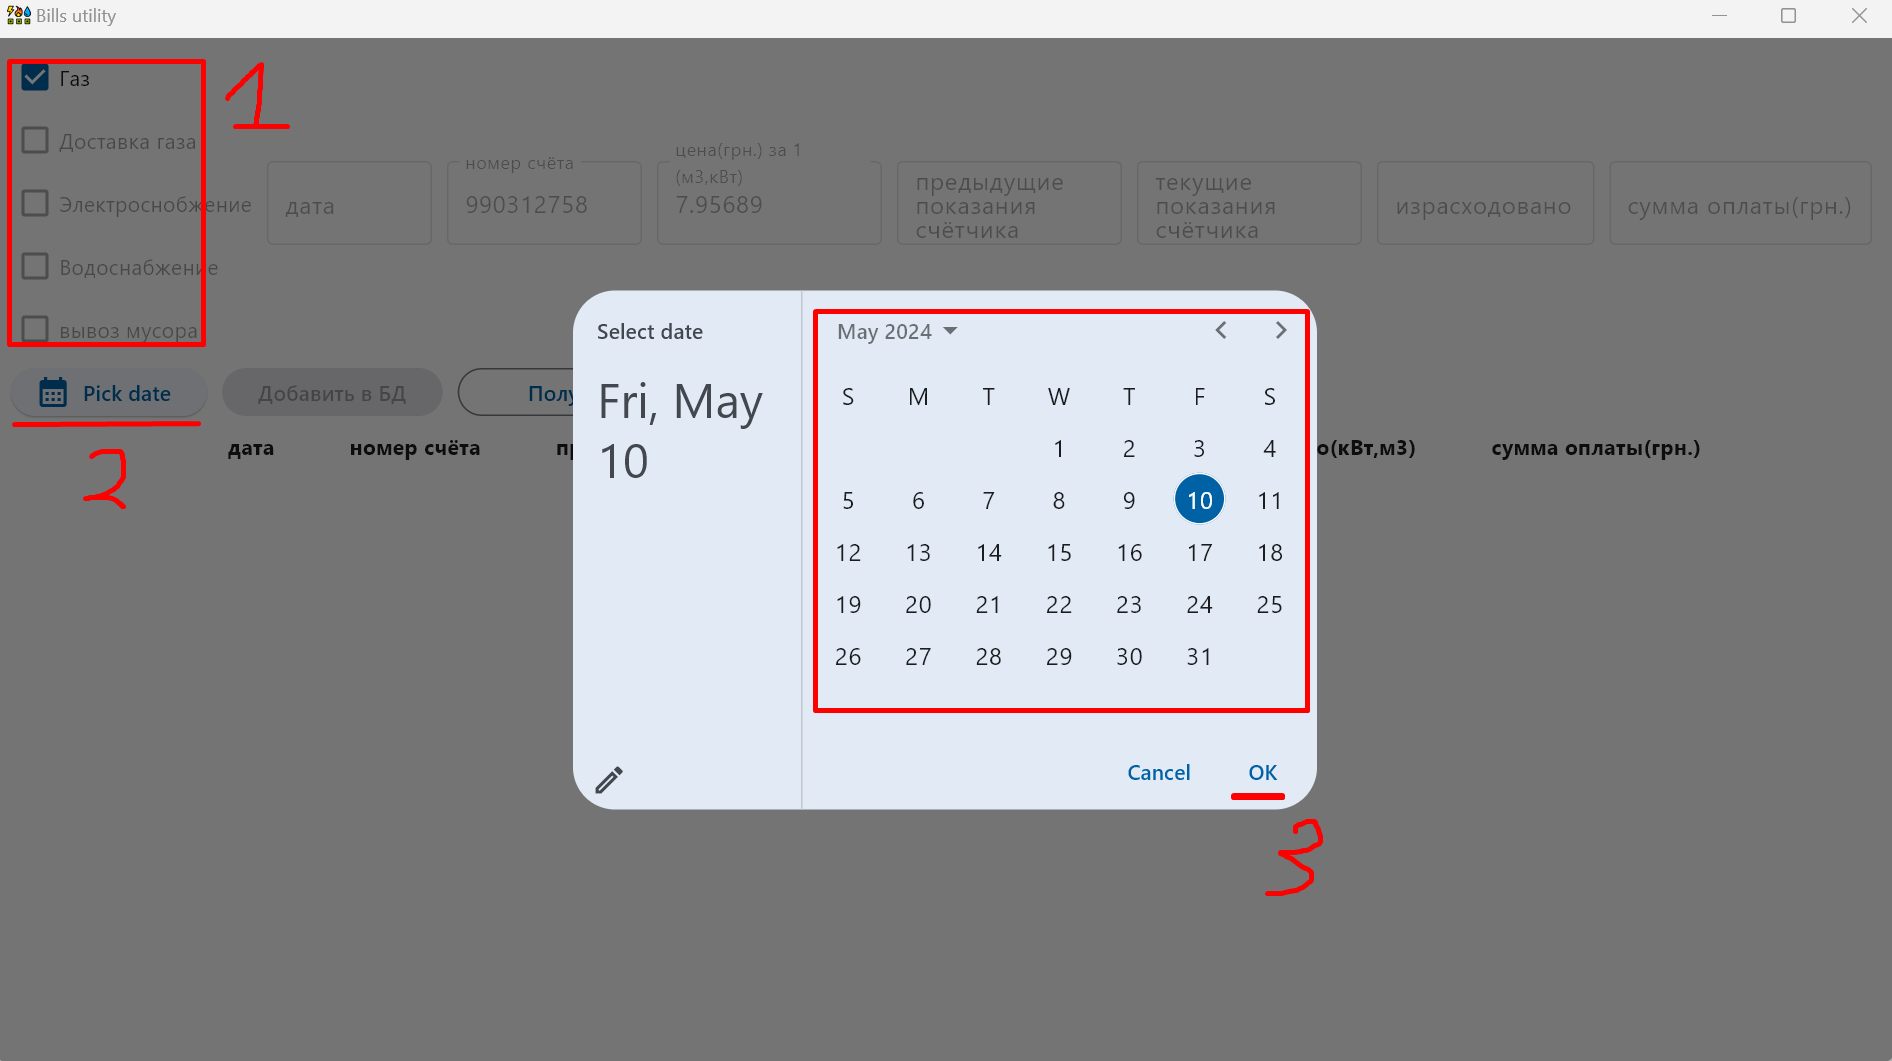 Bills utility
Газ
1
Доставка газа
Электроснобжение
Водоснабжение
вывоз мусора
дата
номер счёта
990312758
цена(грн.) за 1
(м3,кВт)
7.95689
предыдущие
показания
счётчика
текущие
показания
счётчика
израсходовано
сумма оплаты(грн.)
Pick date
Добавить в БД
Полу
2
дата
номер счёта
о(кВт,м3)
сумма оплаты(грн.)
Select date
Fri, May
10
May 2024
S M T W T F S
1 2 3 4
5 6 7 8 9 10 11
12 13 14 15 16 17 18
19 20 21 22 23 24 25
26 27 28 29 30 31
Cancel
OK
3